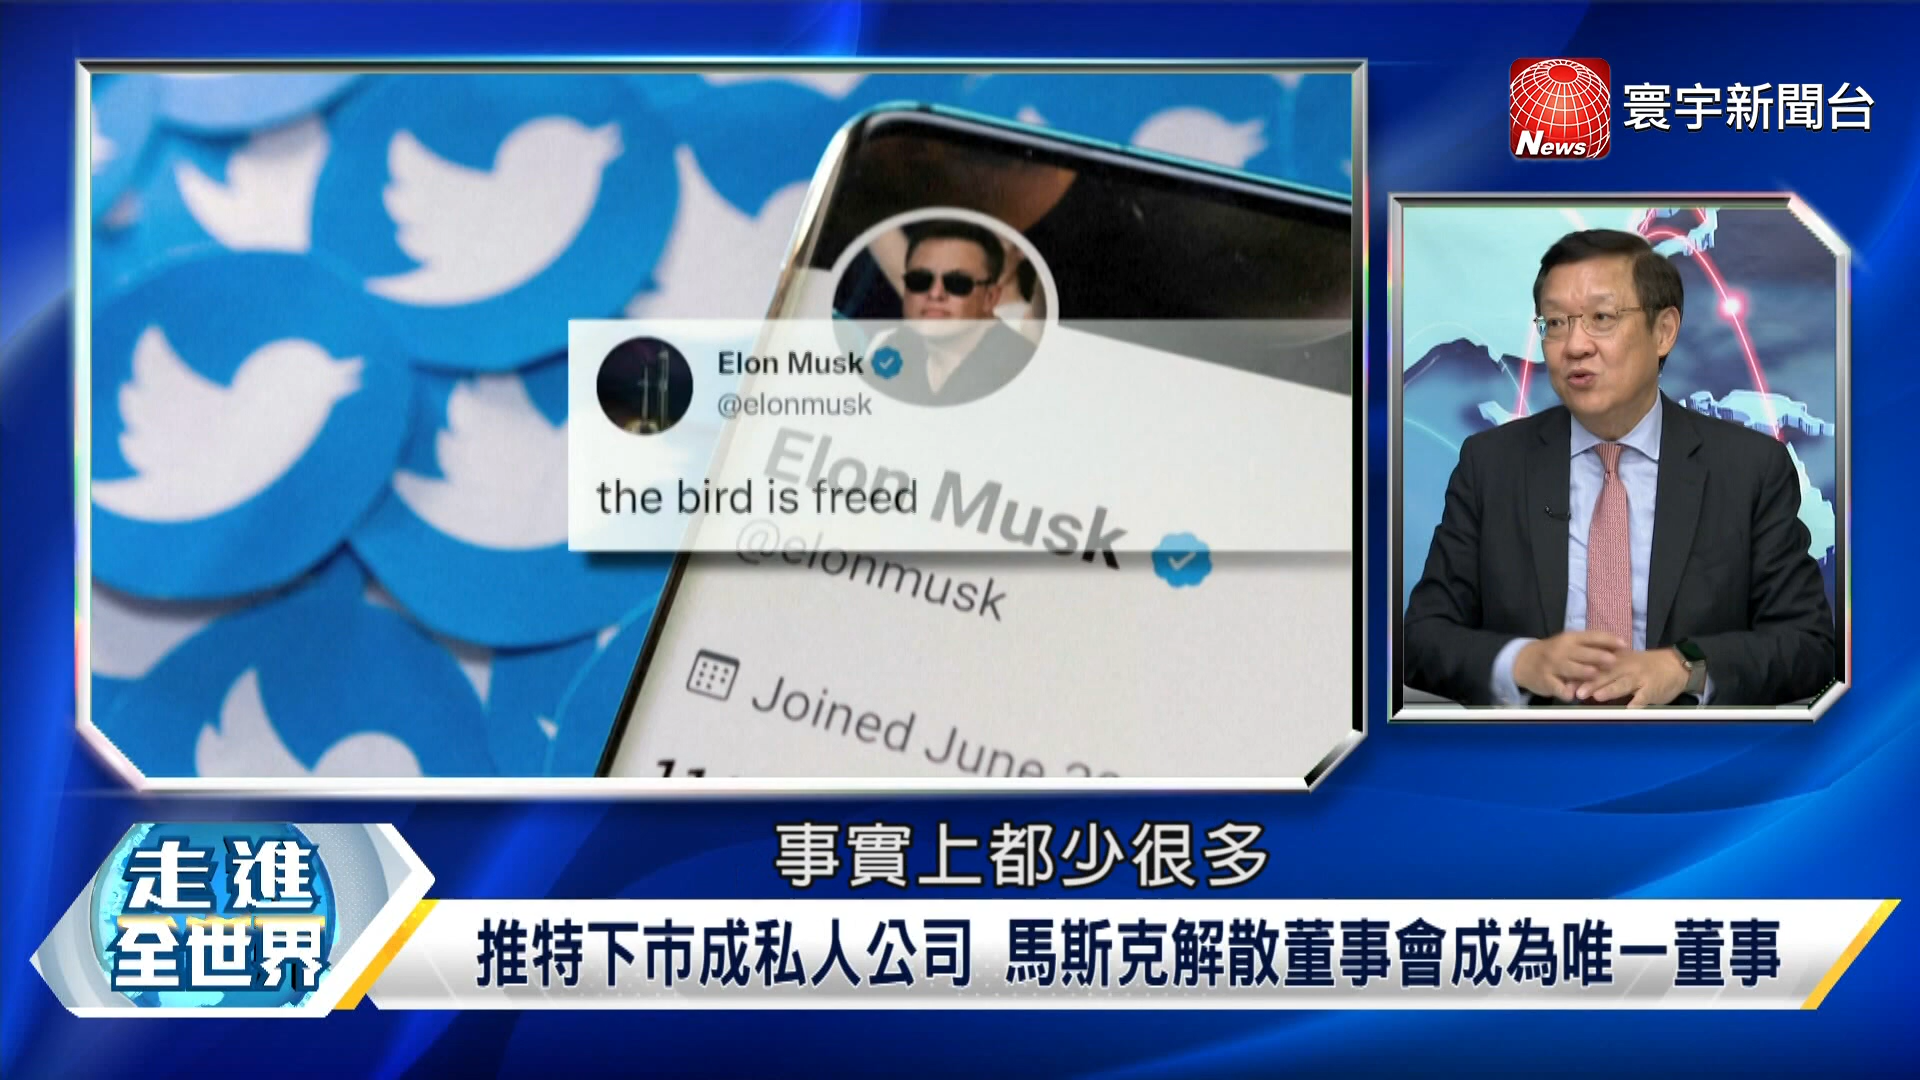 News
寰宇新聞台
Elon Musk
@elonmusk
the bird is freed
Elon Musk
@elonmusk
Joined June
事實上都少很多
走進
全世界
推特下市成私人公司 馬斯克解散董事會成為唯一董事